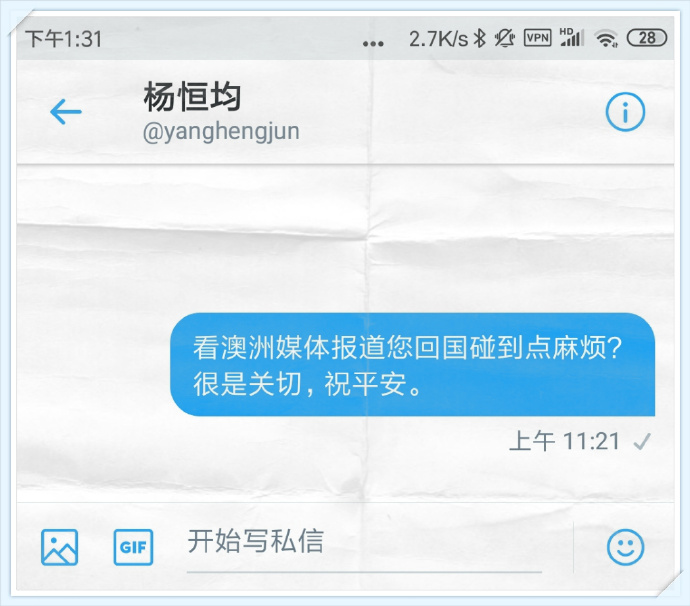 下午1:31 ... 2.7K/s VPN HD 28
杨恒均
@yanghengjun
看澳洲媒体报道您回国碰到点麻烦?
很是关切,祝平安。
上午 11:21
GIF 开始写私信